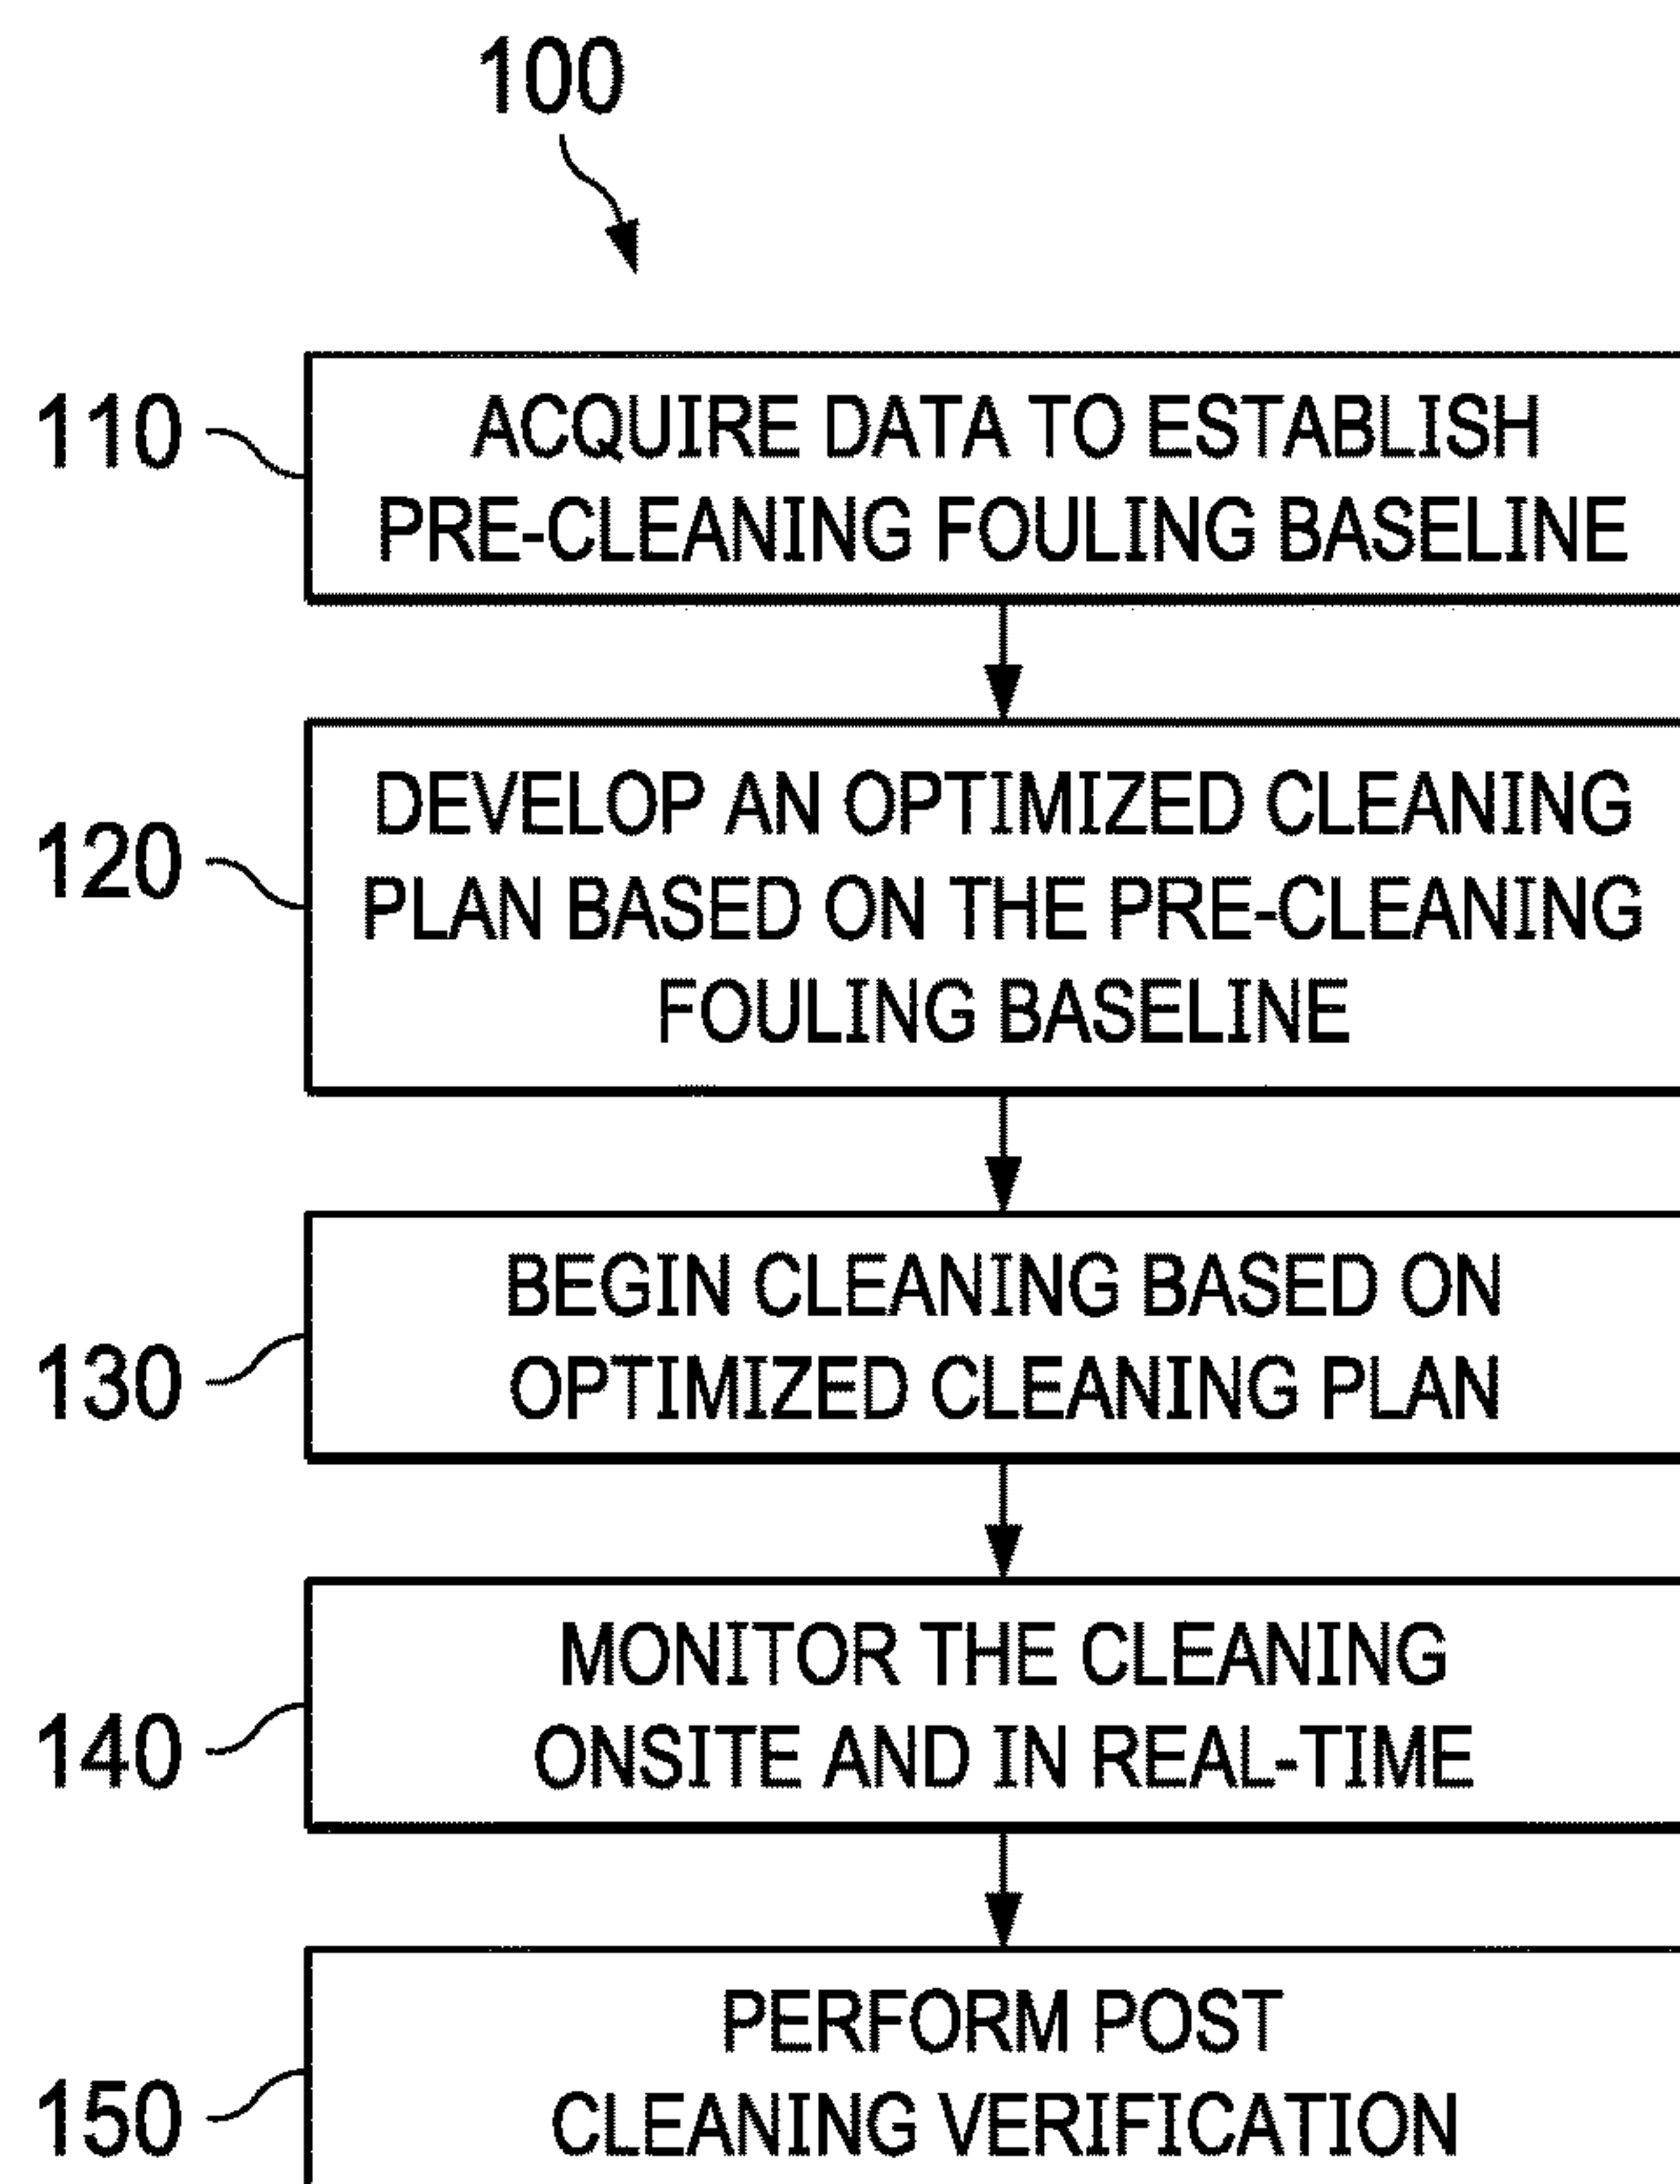 100
110
ACQUIRE DATA TO ESTABLISH
PRE-CLEANING FOULING BASELINE
120
DEVELOP AN OPTIMIZED CLEANING
PLAN BASED ON THE PRE-CLEANING
FOULING BASELINE
130
BEGIN CLEANING BASED ON
OPTIMIZED CLEANING PLAN
140
MONITOR THE CLEANING
ONSITE AND IN REAL-TIME
150
PERFORM POST
CLEANING VERIFICATION